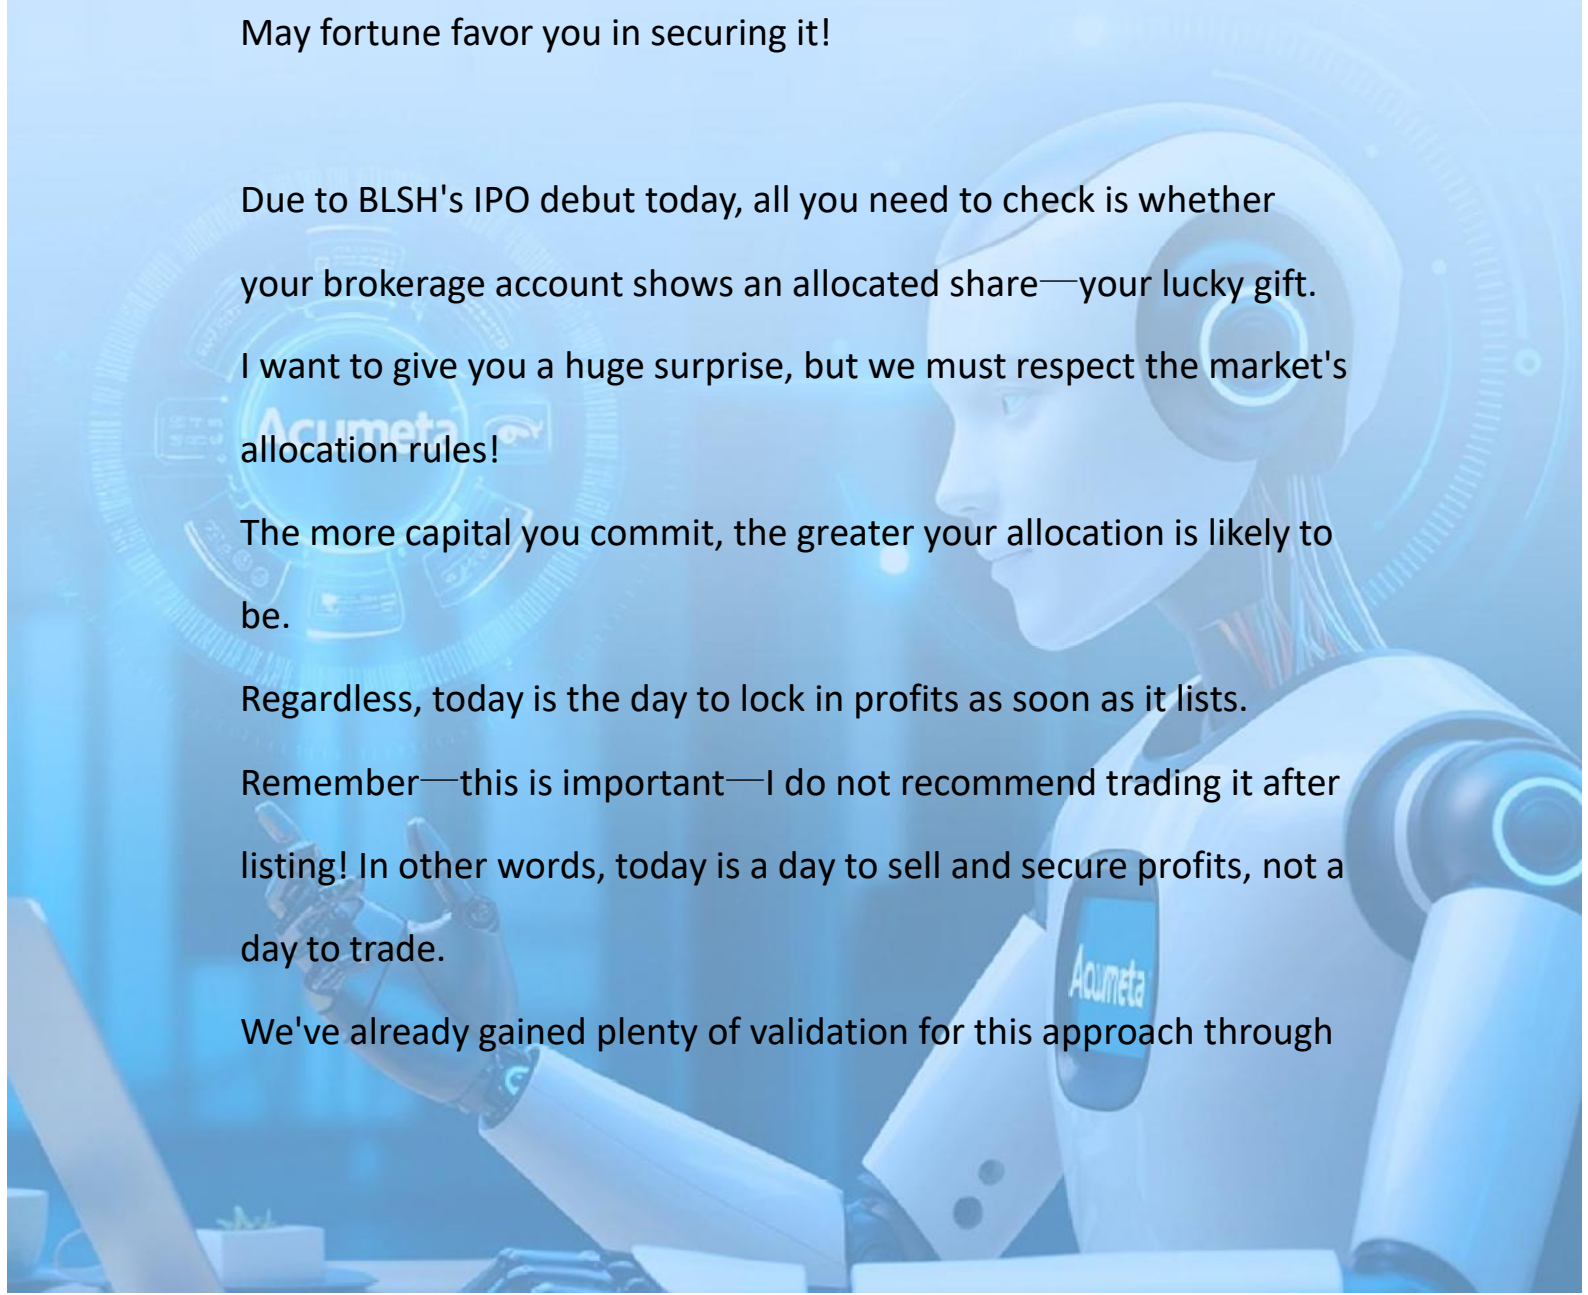 May fortune favor you in securing it!
Due to BLSH's IPO debut today, all you need to check is whether
your brokerage account shows an allocated share—your lucky gift.
I want to give you a huge surprise, but we must respect the market's
Acumeta
allocation rules!
The more capital you commit, the greater your allocation is likely to
be.
Regardless, today is the day to lock in profits as soon as it lists.
Remember—this is important—I do not recommend trading it after
listing! In other words, today is a day to sell and secure profits, not a
day to trade.
Acumeta
We've already gained plenty of validation for this approach through